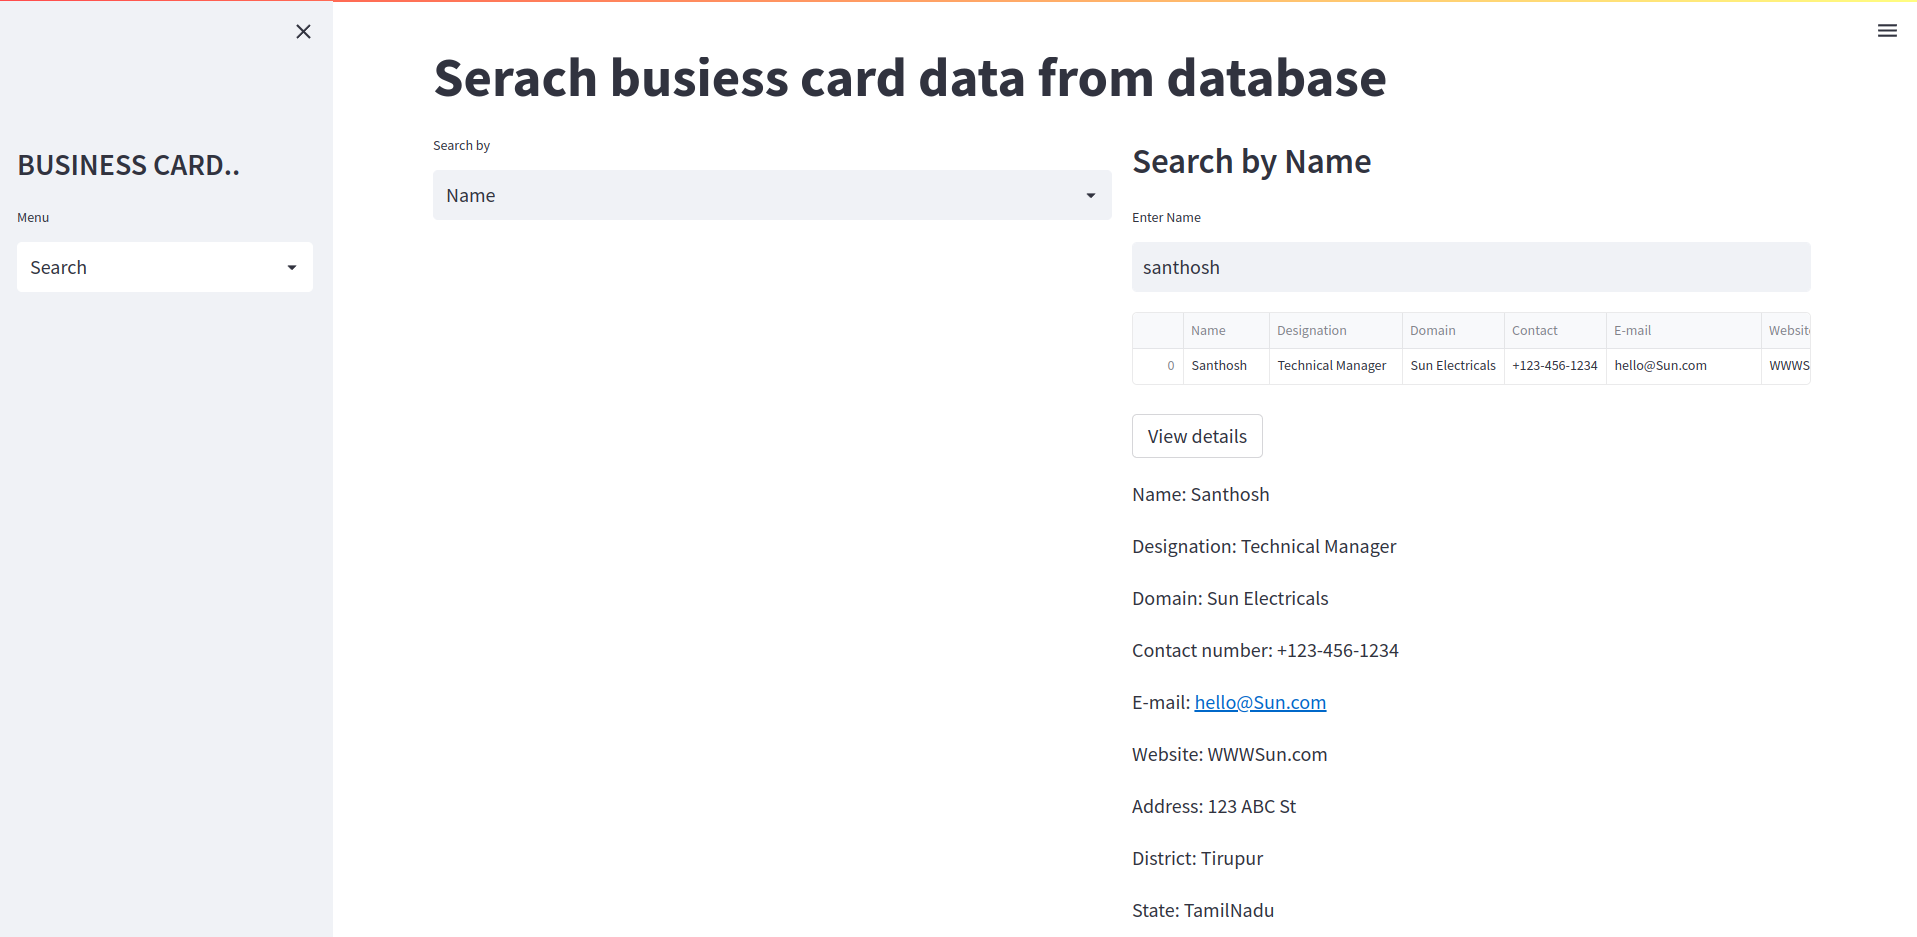 BUSINESS CARD..
Menu
Search
Serach busiess card data from database
Search by
Name
Search by Name
Enter Name
santhosh
Name Designation Domain Contact E-mail Websit
0 Santhosh Technical Manager Sun Electricals +123-456-1234 hello@Sun.com WWWS
View details
Name: Santhosh
Designation: Technical Manager
Domain: Sun Electricals
Contact number: +123-456-1234
E-mail: hello@Sun.com
Website: WWWSun.com
Address: 123 ABC St
District: Tirupur
State: TamilNadu